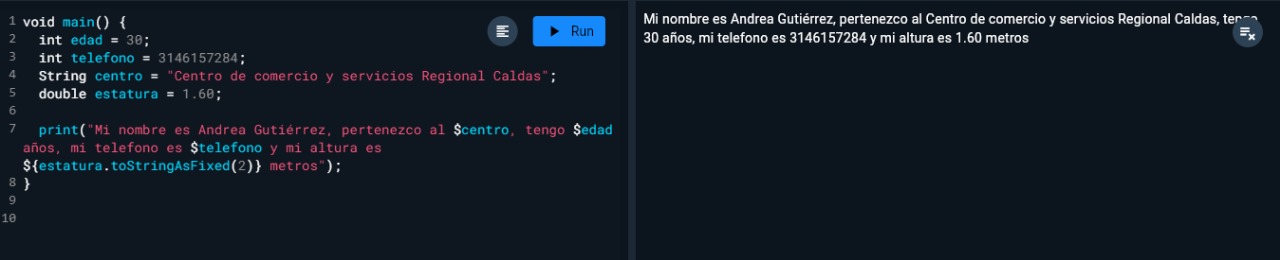 1 void main() {
2 int edad = 30;
3 int telefono = 3146157284;
4 String centro = "Centro de comercio y servicios Regional Caldas";
5 double estatura = 1.60;
6
7 print("Mi nombre es Andrea Gutiérrez, pertenezco al $centro, tengo $edad
años, mi telefono es $telefono y mi altura es
${estatura.toStringAsFixed(2)} metros");
8 }
9
10
Run
Mi nombre es Andrea Gutiérrez, pertenezco al Centro de comercio y servicios Regional Caldas, tengo
30 años, mi telefono es 3146157284 y mi altura es 1.60 metros